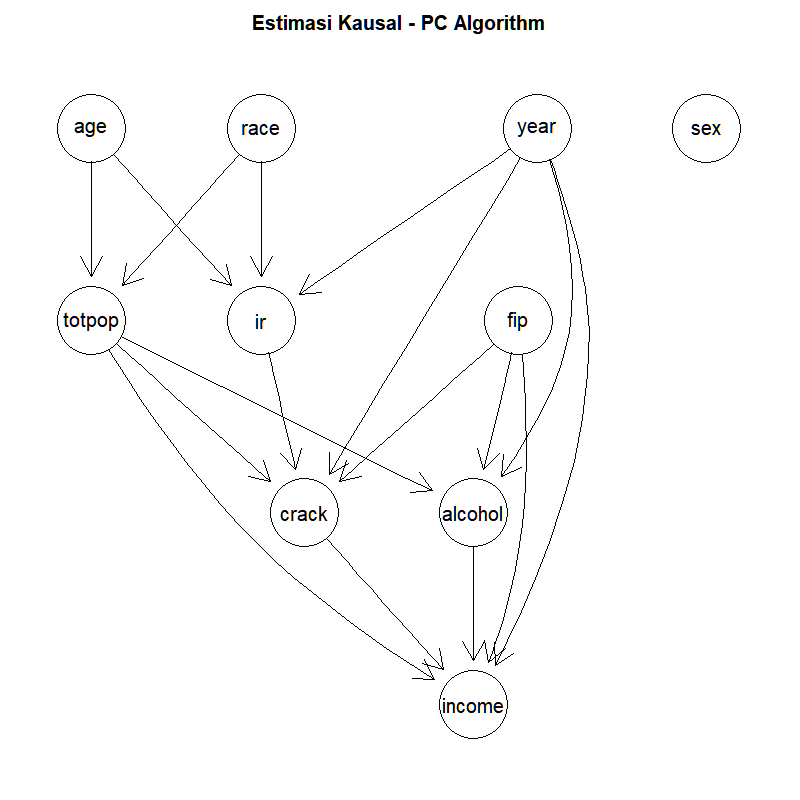 Estimasi Kausal - PC Algorithm
age
race
year
sex
totpop
ir
fip
crack
alcohol
income